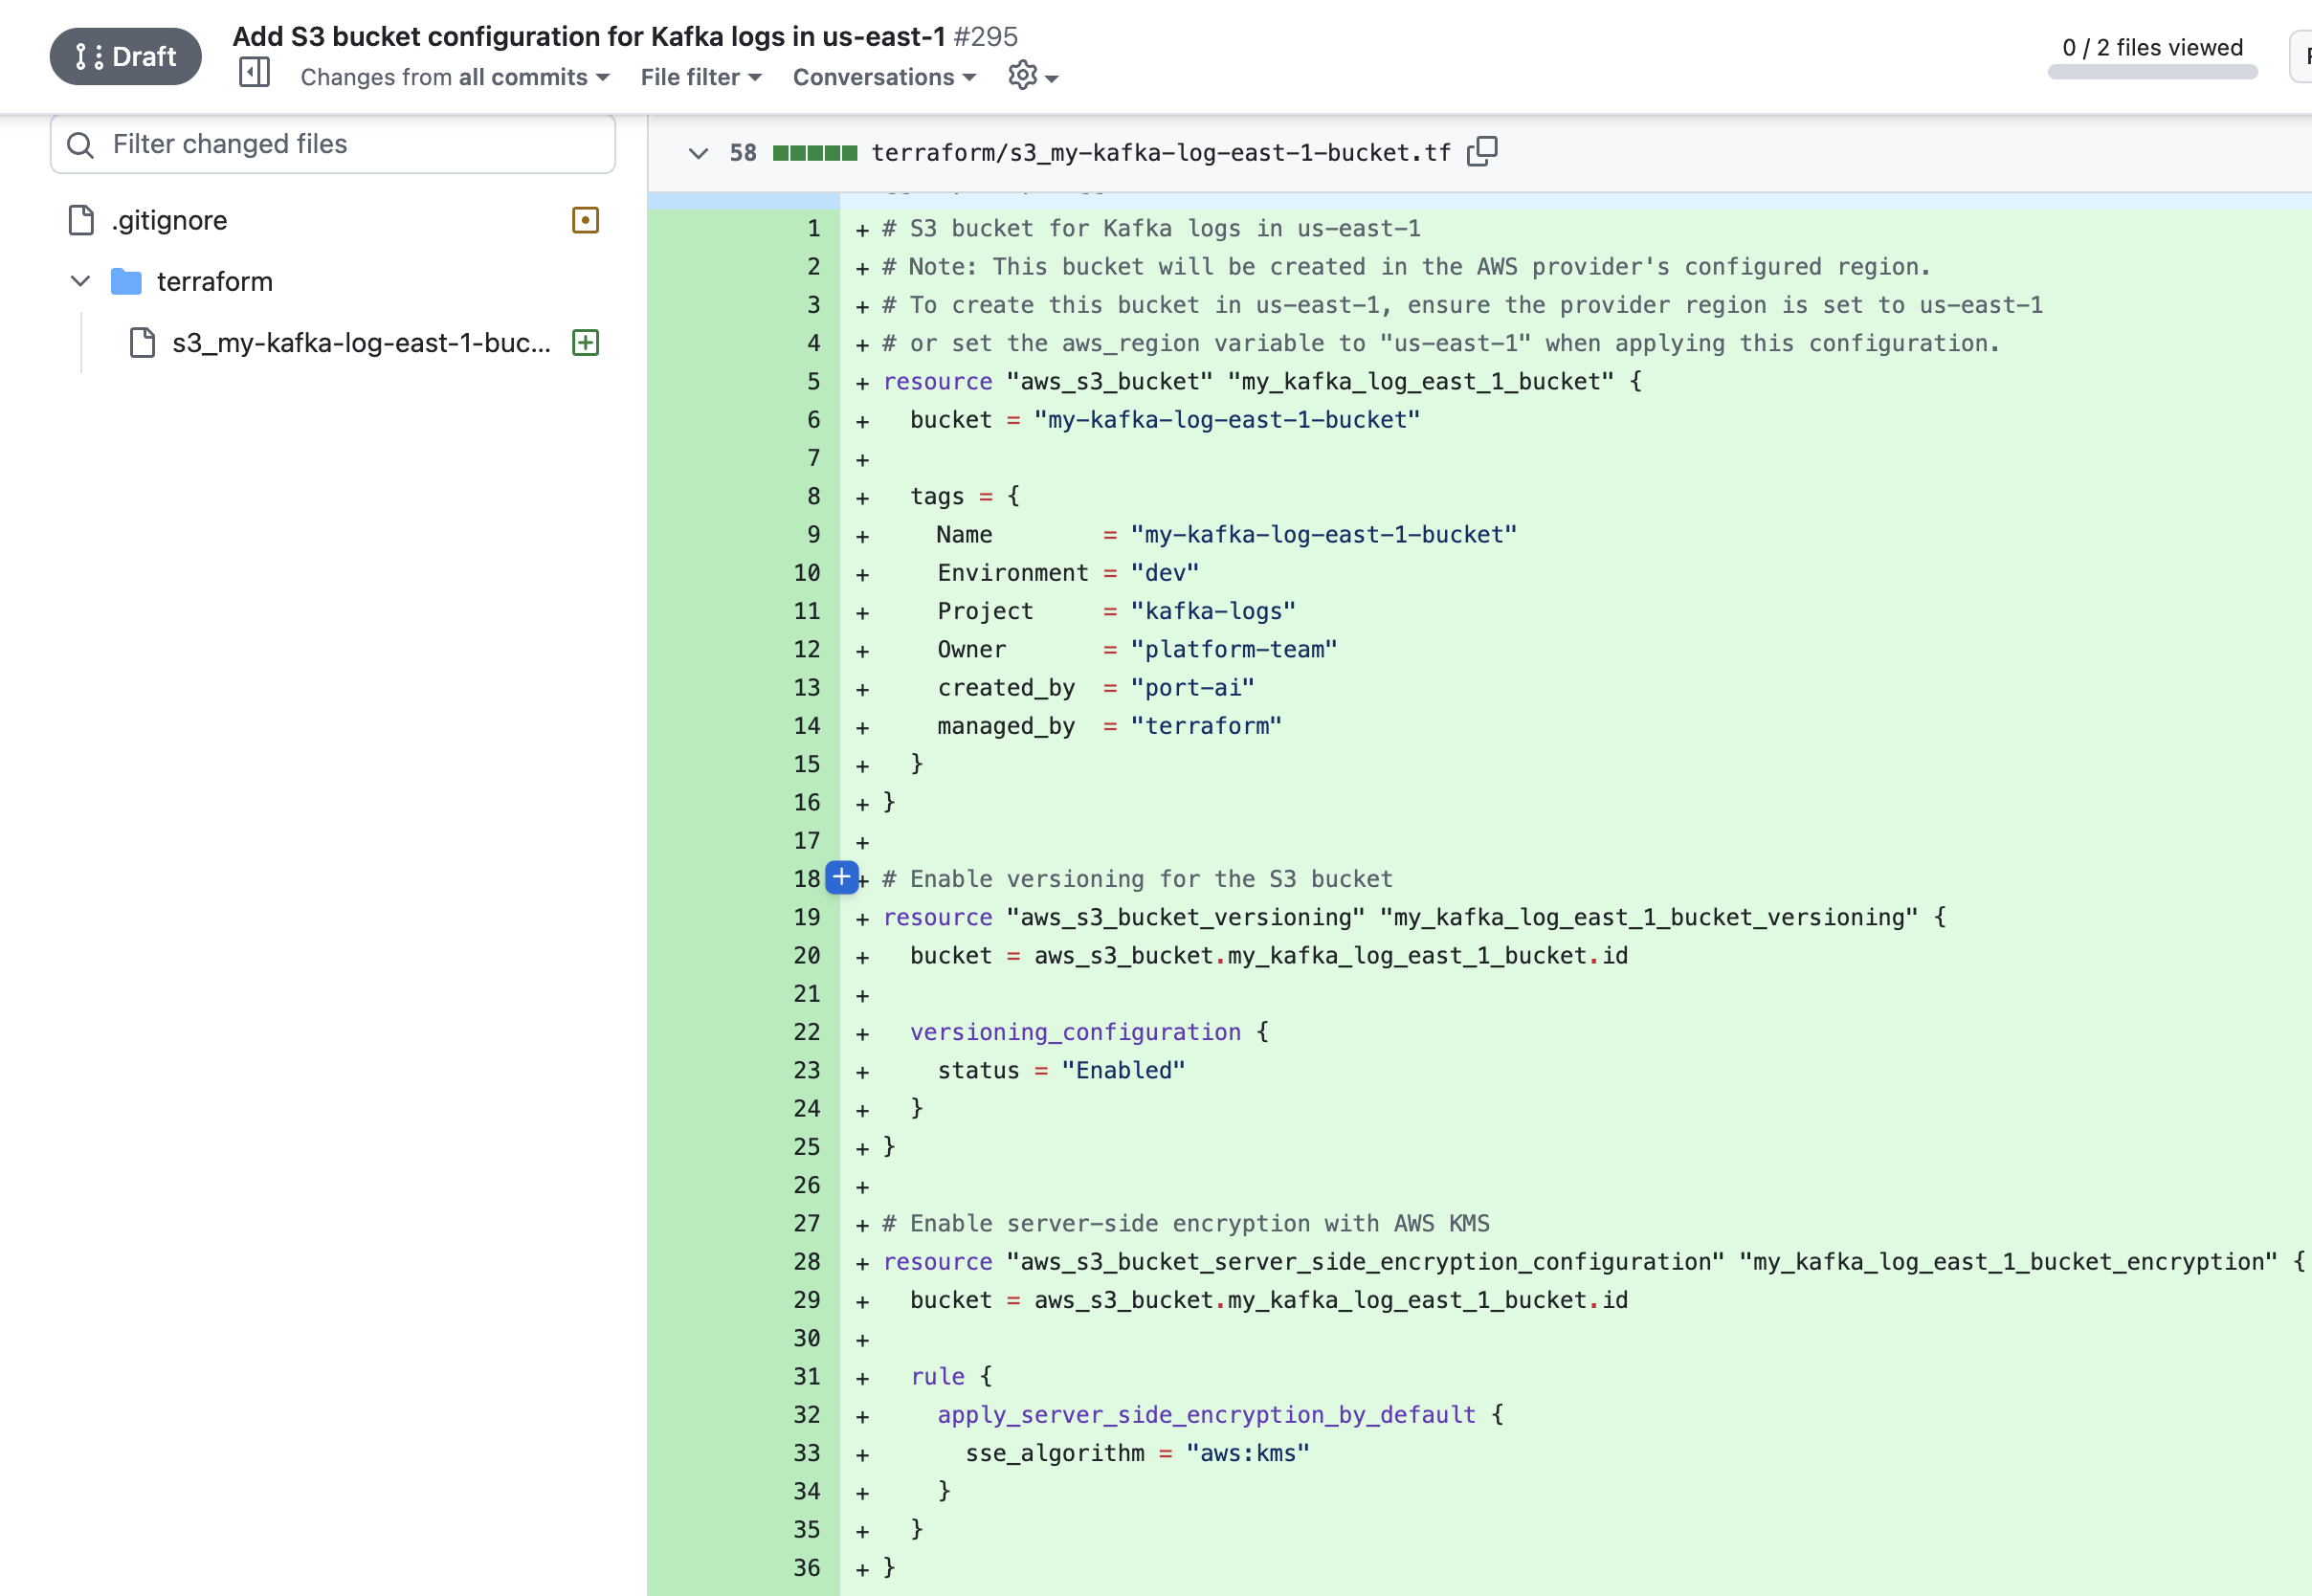 Draft
Add S3 bucket configuration for Kafka logs in us-east-1 #295
Changes from all commits File filter Conversations
0 / 2 files viewed
Filter changed files
.gitignore
terraform
s3_my-kafka-log-east-1-buc...
58 terraform/s3_my-kafka-log-east-1-bucket.tf
1 + # S3 bucket for Kafka logs in us-east-1
2 + # Note: This bucket will be created in the AWS provider's configured region.
3 + # To create this bucket in us-east-1, ensure the provider region is set to us-east-1
4 + # or set the aws_region variable to "us-east-1" when applying this configuration.
5 + resource "aws_s3_bucket" "my_kafka_log_east_1_bucket" {
6 +   bucket = "my-kafka-log-east-1-bucket"
7 +
8 +   tags = {
9 +     Name        = "my-kafka-log-east-1-bucket"
10 +     Environment = "dev"
11 +     Project     = "kafka-logs"
12 +     Owner       = "platform-team"
13 +     created_by  = "port-ai"
14 +     managed_by  = "terraform"
15 +   }
16 + }
17 +
18 + # Enable versioning for the S3 bucket
19 + resource "aws_s3_bucket_versioning" "my_kafka_log_east_1_bucket_versioning" {
20 +   bucket = aws_s3_bucket.my_kafka_log_east_1_bucket.id
21 +
22 +   versioning_configuration {
23 +     status = "Enabled"
24 +   }
25 + }
26 +
27 + # Enable server-side encryption with AWS KMS
28 + resource "aws_s3_bucket_server_side_encryption_configuration" "my_kafka_log_east_1_bucket_encryption" {
29 +   bucket = aws_s3_bucket.my_kafka_log_east_1_bucket.id
30 +
31 +   rule {
32 +     apply_server_side_encryption_by_default {
33 +       sse_algorithm = "aws:kms"
34 +     }
35 +   }
36 + }